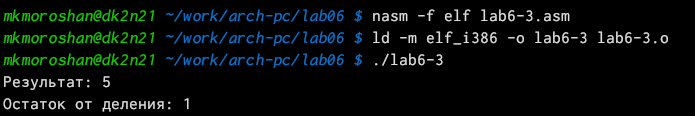 mkmoroshan@dk2n21 ~/work/arch-pc/lab06 $ nasm -f elf lab6-3.asm
mkmoroshan@dk2n21 ~/work/arch-pc/lab06 $ ld -m elf_i386 -o lab6-3 lab6-3.o
mkmoroshan@dk2n21 ~/work/arch-pc/lab06 $ ./lab6-3
Результат: 5
Остаток от деления: 1